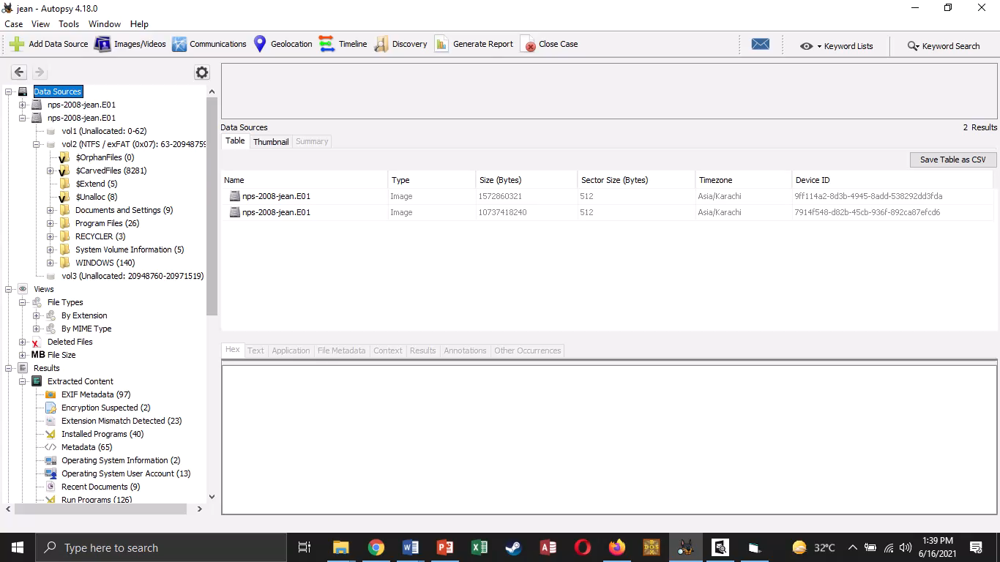 jean - Autopsy 4.18.0
Case View Tools Window Help
Add Data Source Images/Videos Communications Geolocation Timeline Discovery Generate Report Close Case Keyword Lists Keyword Search
Data Sources
nps-2008-jean.E01
nps-2008-jean.E01
vol1 (Unallocated: 0-62)
vol2 (NTFS / exFAT (0x07): 63-20948759
$OrphanFiles (0)
$CarvedFiles (8281)
$Extend (5)
$Unalloc (8)
Documents and Settings (9)
Program Files (26)
RECYCLER (3)
System Volume Information (5)
WINDOWS (140)
vol3 (Unallocated: 20948760-20971519)
Views
File Types
By Extension
By MIME Type
Deleted Files
MB File Size
Results
Extracted Content
EXIF Metadata (97)
Encryption Suspected (2)
Extension Mismatch Detected (23)
Installed Programs (40)
Metadata (65)
Operating System Information (2)
Operating System User Account (13)
Recent Documents (9)
Run Programs (126)
Data Sources 2 Results
Table Thumbnail Summary
Save Table as CSV
Name Type Size (Bytes) Sector Size (Bytes) Timezone Device ID
nps-2008-jean.E01 Image 1572860321 512 Asia/Karachi 9ff114a2-8d3b-4945-8add-538292dd3fda
nps-2008-jean.E01 Image 10737418240 512 Asia/Karachi 7914f548-d82b-45cb-936f-892ca87efcd6
Hex Text Application File Metadata Context Results Annotations Other Occurrences
Type here to search
32°C
1:39 PM
6/16/2021